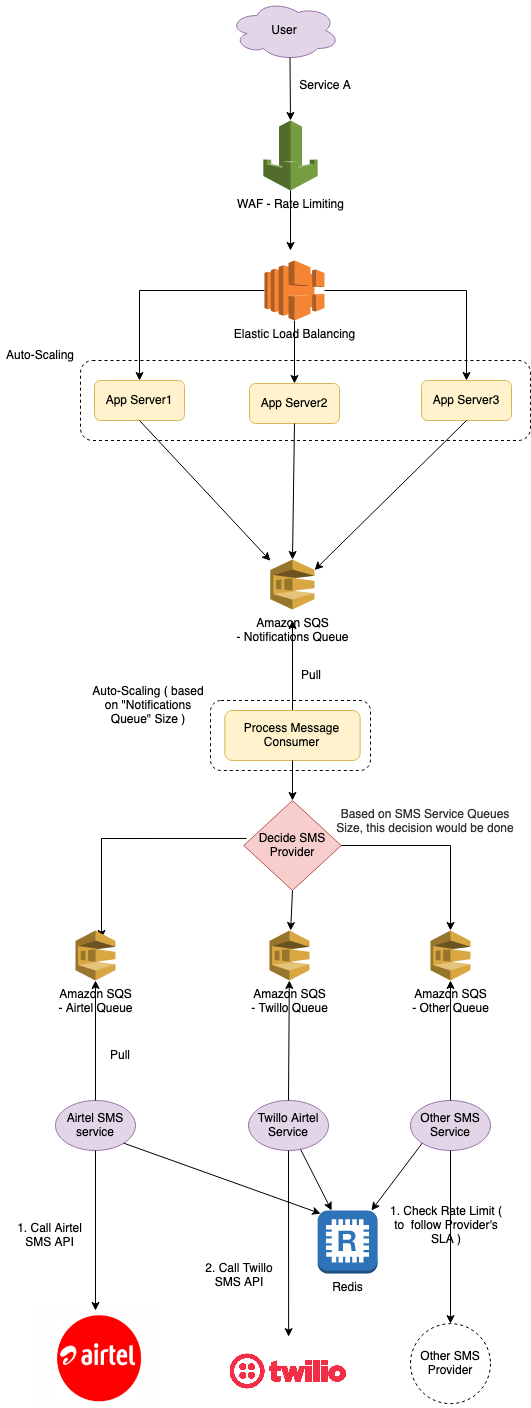 User
Service A
WAF - Rate Limiting
Elastic Load Balancing
Auto-Scaling
App Server1
App Server2
App Server3
Amazon SQS
- Notifications Queue
Pull
Auto-Scaling ( based
on "Notifications
Queue" Size )
Process Message
Consumer
Decide SMS
Provider
Based on SMS Service Queues
Size, this decision would be done
Amazon SQS
- Airtel Queue
Amazon SQS
- Twillo Queue
Amazon SQS
- Other Queue
Pull
Airtel SMS
service
Twillo Airtel
Service
Other SMS
Service
1. Call Airtel
SMS API
2. Call Twillo
SMS API
1. Check Rate Limit (
to follow Provider's
SLA )
R
Redis
airtel
twilio
Other SMS
Provider